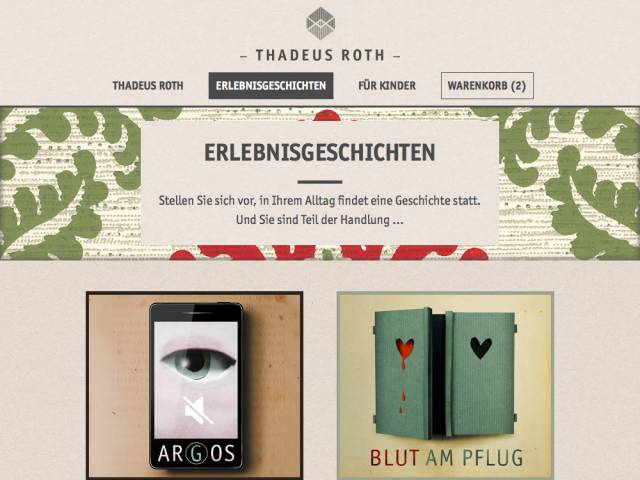 – THADEUS ROTH –
THADEUS ROTH
ERLEBNISGESCHICHTEN
FÜR KINDER
WARENKORB (2)
ERLEBNISGESCHICHTEN
Stellen Sie sich vor, in Ihrem Alltag findet eine Geschichte statt.
Und Sie sind Teil der Handlung ...
ARGOS
BLUT AM PFLUG